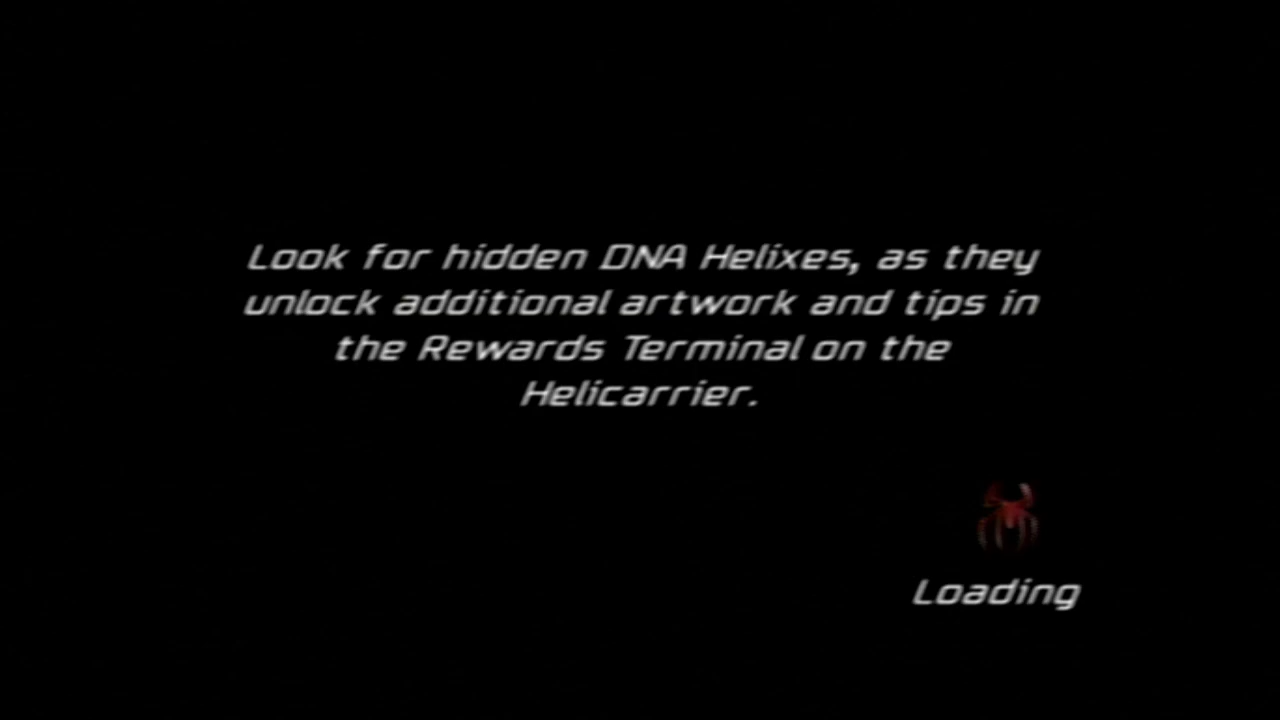 Look for hidden DNA Helixes, as they
unlock additional artwork and tips in
the Rewards Terminal on the
Helicarrier.
Loading